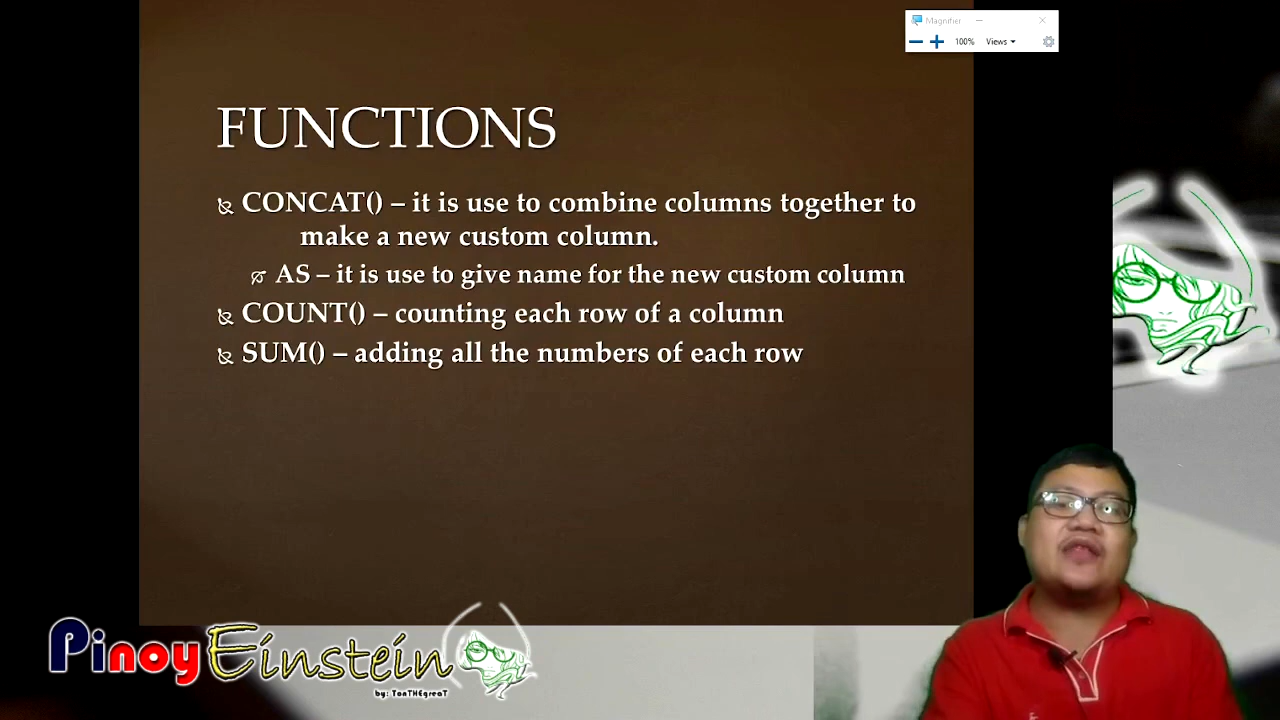 Magnifier
100% Views
FUNCTIONS
CONCAT() – it is use to combine columns together to
make a new custom column.
AS – it is use to give name for the new custom column
COUNT() – counting each row of a column
SUM() – adding all the numbers of each row
Pinoy Einstein
by: TonTHEgreaT